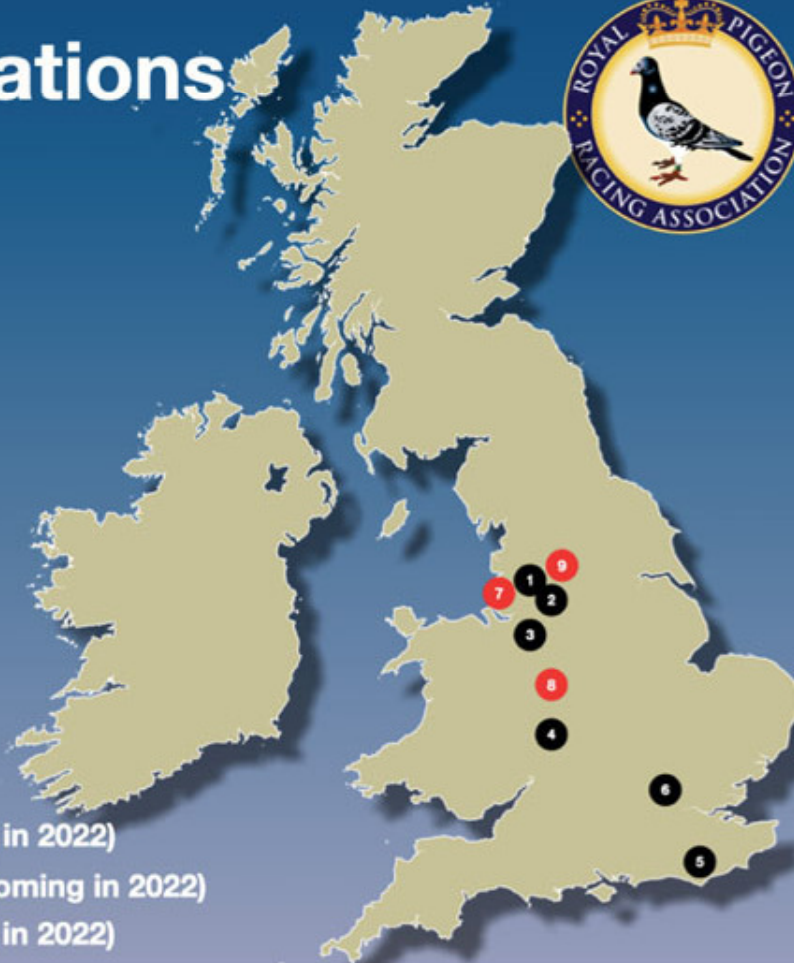 ations
ROYAL PIGEON
RACING ASSOCIATION
9
1
7
2
3
8
4
6
5
in 2022)
oming in 2022)
in 2022)